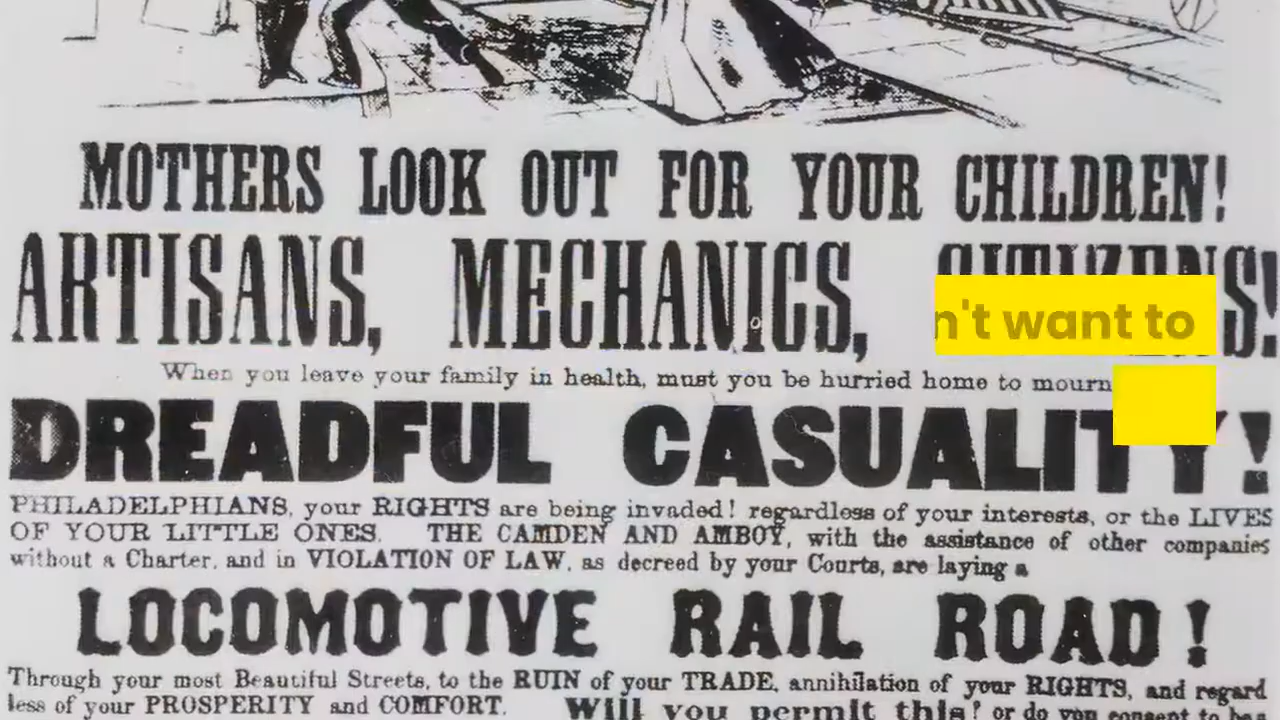 MOTHERS LOOK OUT FOR YOUR CHILDREN!
ARTISANS, MECHANICS, CITIZENS!
n't want to
When you leave your family in health, must you be hurried home to mourn
DREADFUL CASUALITY!
PHILADELPHIANS, your RIGHTS are being invaded! regardless of your interests, or the LIVES
OF YOUR LITTLE ONES. THE CAMDEN AND AMBOY, with the assistance of other companies
without a Charter, and in VIOLATION OF LAW, as decreed by your Courts, are laying a
LOCOMOTIVE RAIL ROAD!
Through your most Beautiful Streets, to the RUIN of your TRADE, annihilation of your RIGHTS, and regard
less of your PROSPERITY and COMFORT. Will you permit this! or do you consent to be